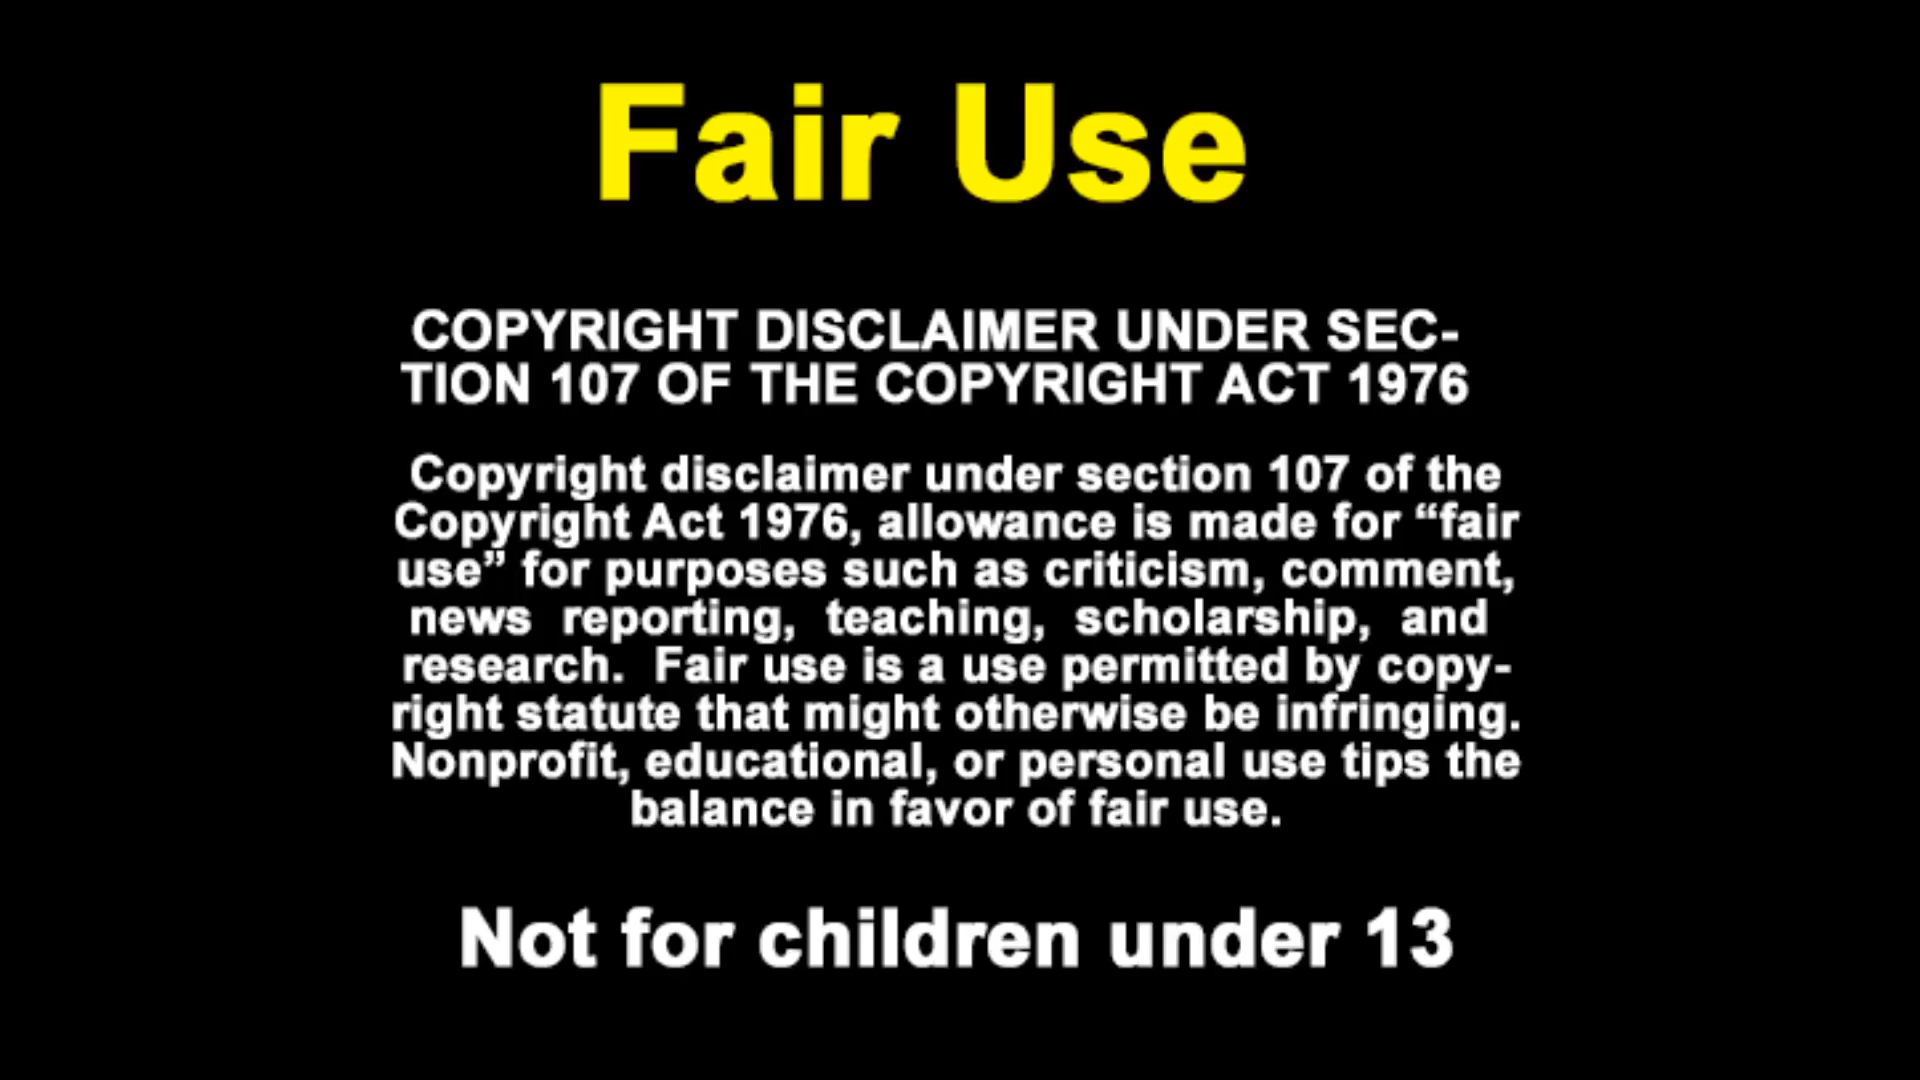 Fair Use
COPYRIGHT DISCLAIMER UNDER SEC-
TION 107 OF THE COPYRIGHT ACT 1976
Copyright disclaimer under section 107 of the
Copyright Act 1976, allowance is made for “fair
use” for purposes such as criticism, comment,
news reporting, teaching, scholarship, and
research. Fair use is a use permitted by copy-
right statute that might otherwise be infringing.
Nonprofit, educational, or personal use tips the
balance in favor of fair use.
Not for children under 13